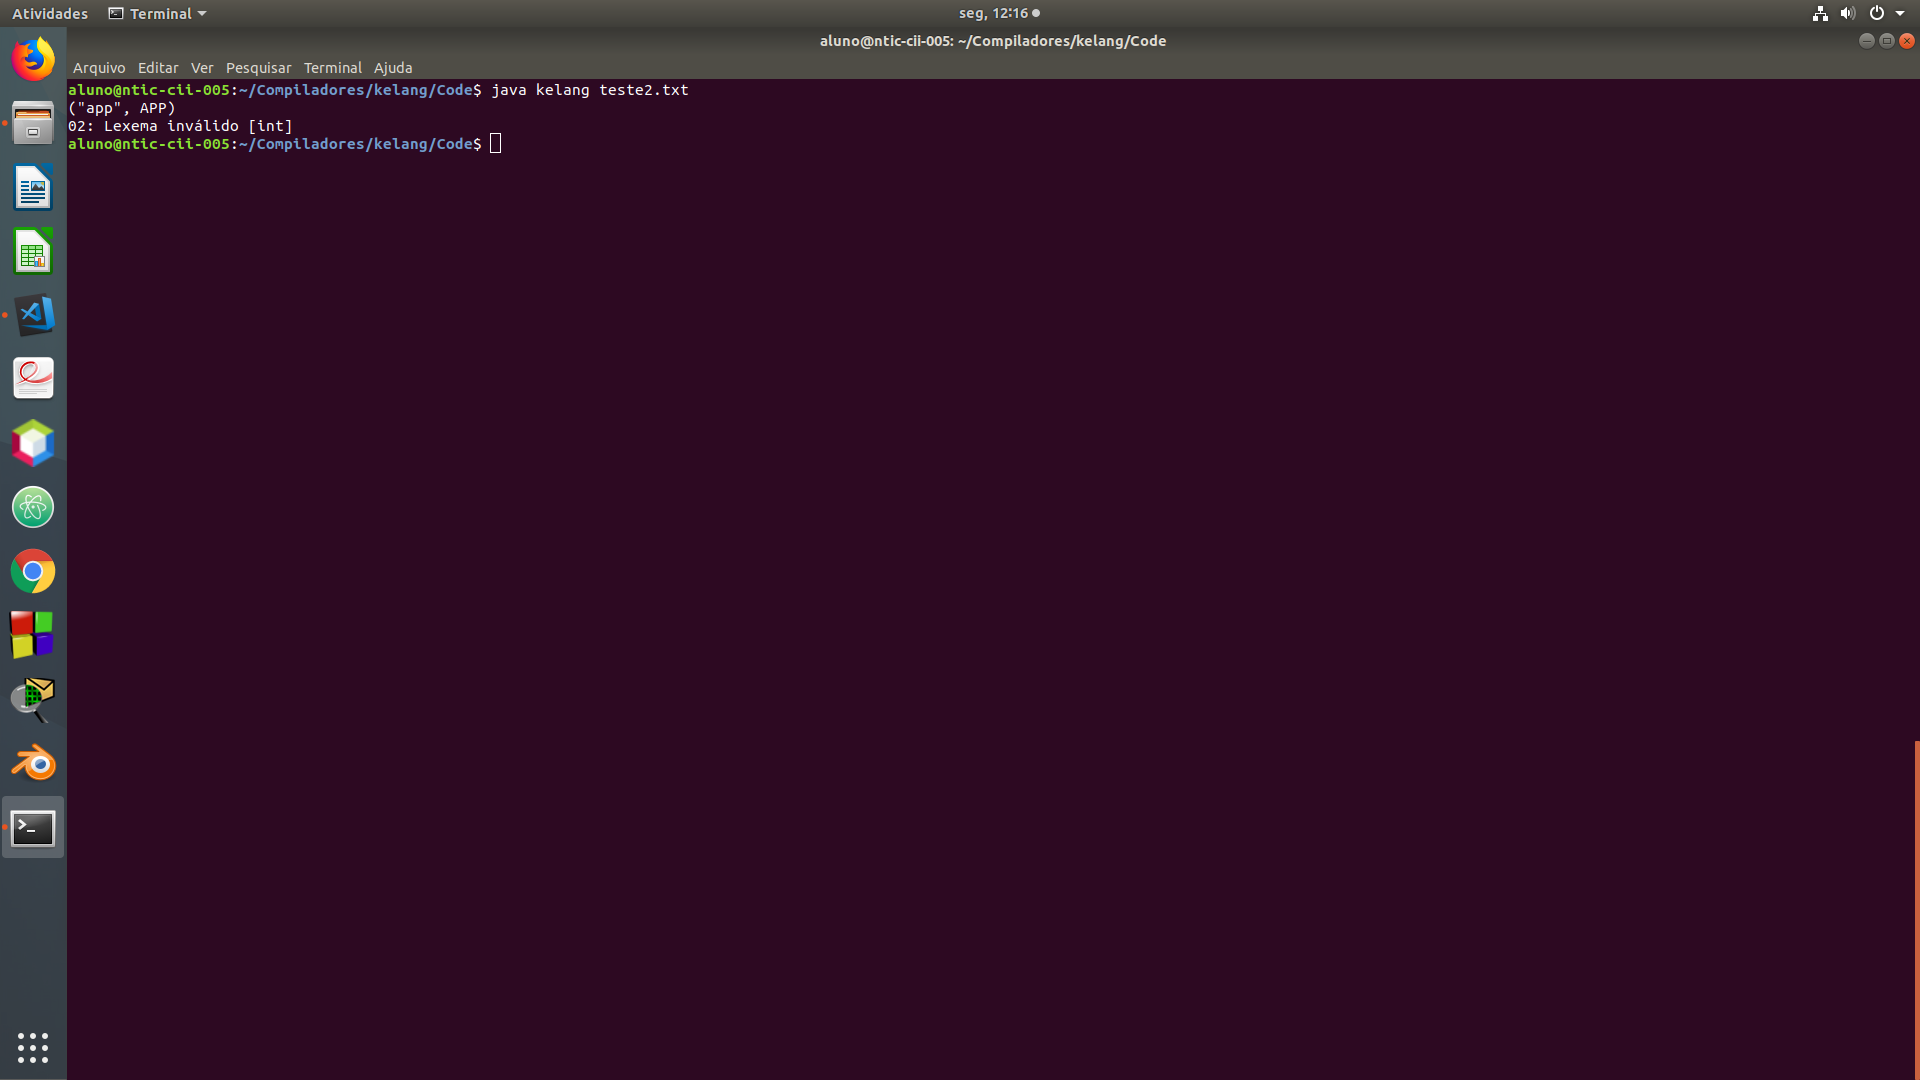 Atividades Terminal seg, 12:16
aluno@ntic-cii-005: ~/Compiladores/kelang/Code
Arquivo Editar Ver Pesquisar Terminal Ajuda
aluno@ntic-cii-005:~/Compiladores/kelang/Code$ java kelang teste2.txt
("app", APP)
02: Lexema inválido [int]
aluno@ntic-cii-005:~/Compiladores/kelang/Code$